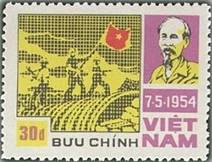 7·5·1954
30đ
BƯU CHÍNH
VIỆT
NAM